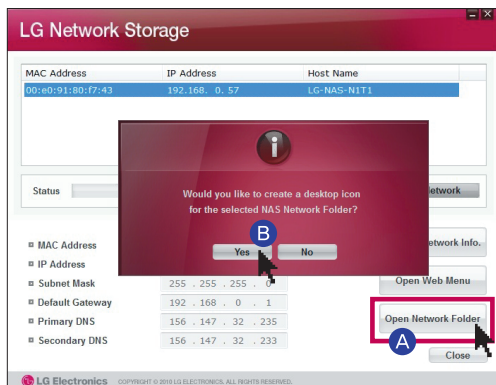 LG Network Storage
MAC Address IP Address Host Name
00:e0:91:80:f7:43 192.168. 0. 57 LG-NAS-N1T1
Would you like to create a desktop icon
for the selected NAS Network Folder?
Status etwork
B
Yes No
MAC Address etwork Info.
IP Address
Subnet Mask 255 . 255 . 255 . 0 Open Web Menu
Default Gateway 192 . 168 . 0 . 1
Primary DNS 156 . 147 . 32 . 235 Open Network Folder
A
Secondary DNS 156 . 147 . 32 . 233 Close
LG Electronics COPYRIGHT © 2010 LG ELECTRONICS. ALL RIGHTS RESERVED.